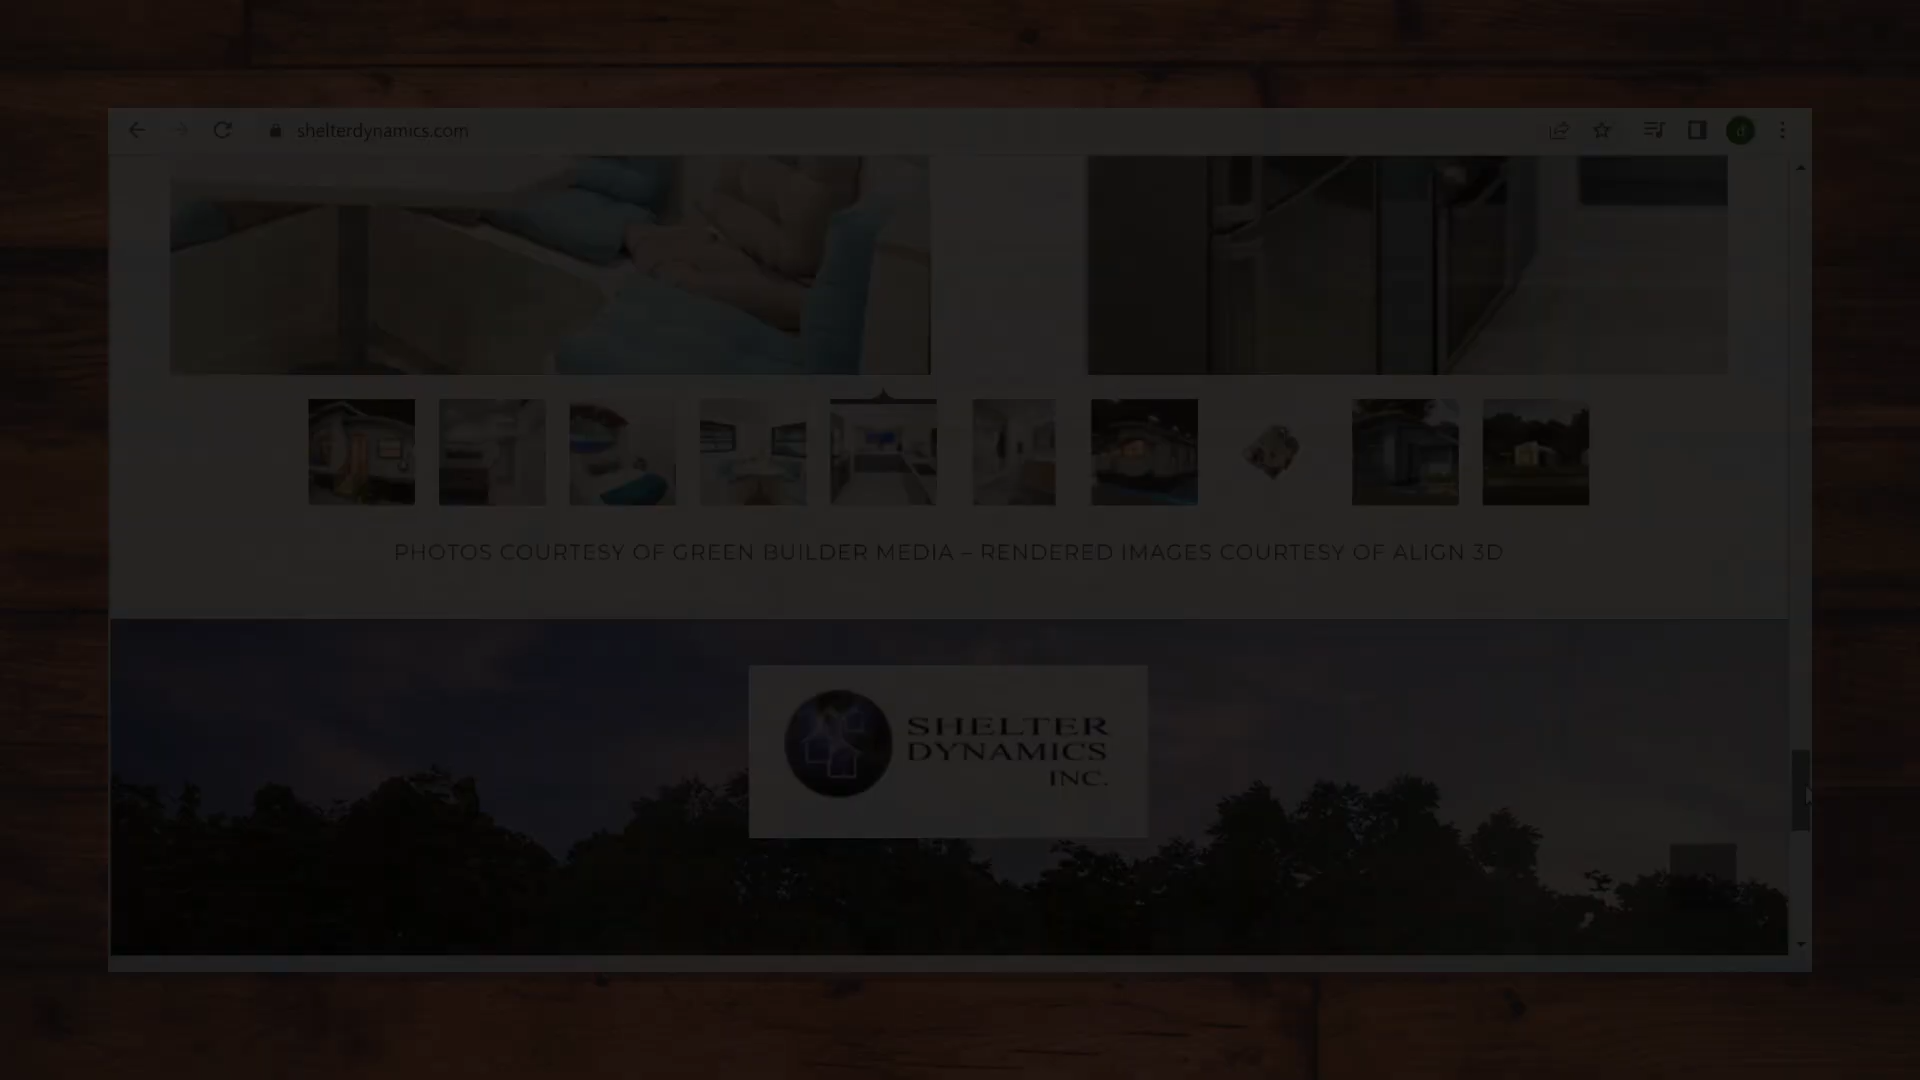 shelterdynamics.com
d
PHOTOS COURTESY OF GREEN BUILDER MEDIA – RENDERED IMAGES COURTESY OF ALIGN 3D
SHELTER
DYNAMICS
INC.